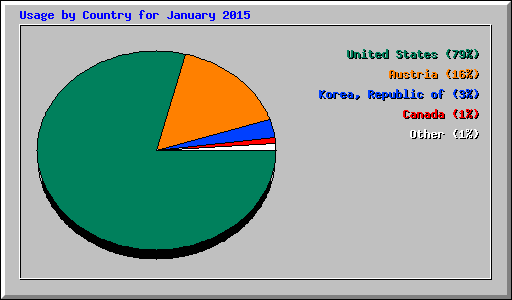 Usage by Country for January 2015
United States (79%)
Austria (16%)
Korea, Republic of (3%)
Canada (1%)
Other (1%)